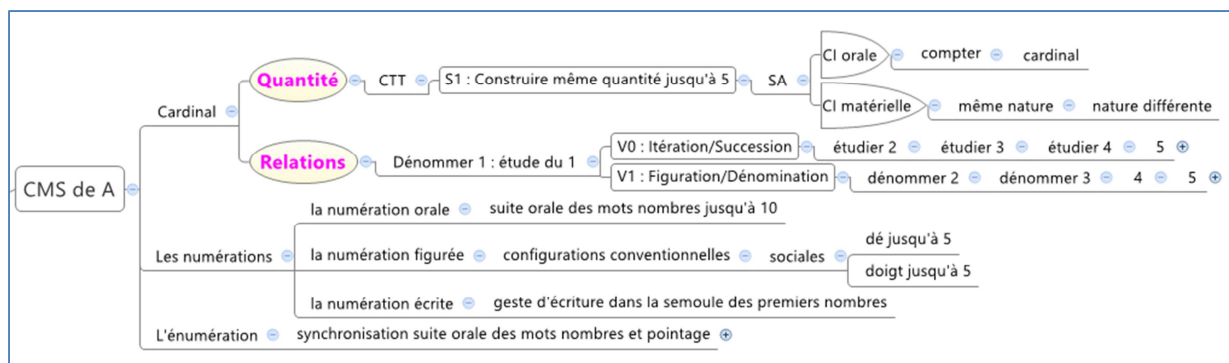 CMS de A
Cardinal
Quantité
CTT
S1 : Construire même quantité jusqu'à 5
SA
CI orale
compter
cardinal
CI matérielle
même nature
nature différente
Relations
Dénommer 1 : étude du 1
V0 : Itération/Succession
étudier 2
étudier 3
étudier 4
5
V1 : Figuration/Dénomination
dénommer 2
dénommer 3
4
5
Les numérations
la numération orale
suite orale des mots nombres jusqu'à 10
la numération figurée
configurations conventionnelles
sociales
dé jusqu'à 5
doigt jusqu'à 5
la numération écrite
geste d'écriture dans la semoule des premiers nombres
L'énumération
synchronisation suite orale des mots nombres et pointage